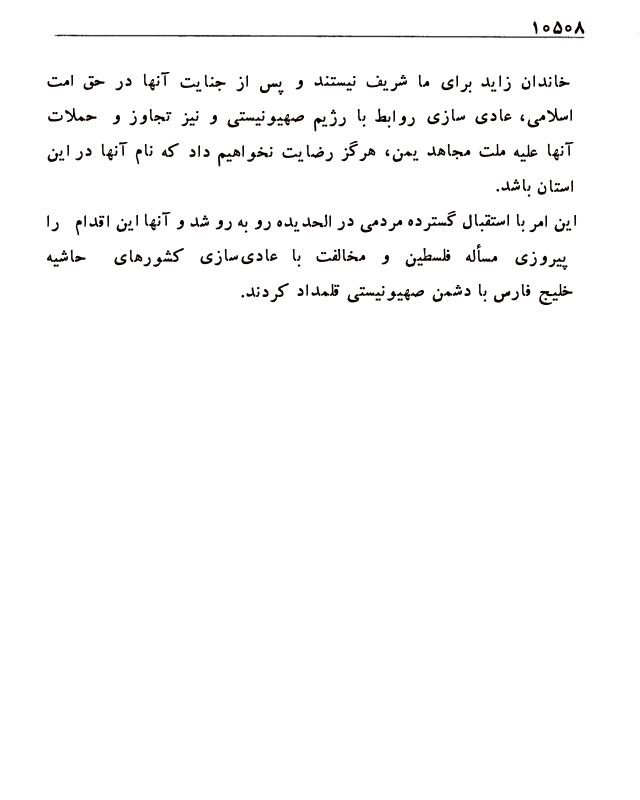 ۱۰۵۰۸
خاندان زاید برای ما شریف نیستند و پس از جنایت آنها در حق امت
اسلامی، عادی سازی روابط با رژیم صهیونیستی و نیز تجاوز و حملات
آنها علیه ملت مجاهد یمن، هرگز رضایت نخواهیم داد که نام آنها در این
استان باشد.
این امر با استقبال گسترده مردمی در الحدیده رو به رو شد و آنها این اقدام را
پیروزی مسأله فلسطین و مخالفت با عادی‌سازی کشورهای حاشیه
خلیج فارس با دشمن صهیونیستی قلمداد کردند.